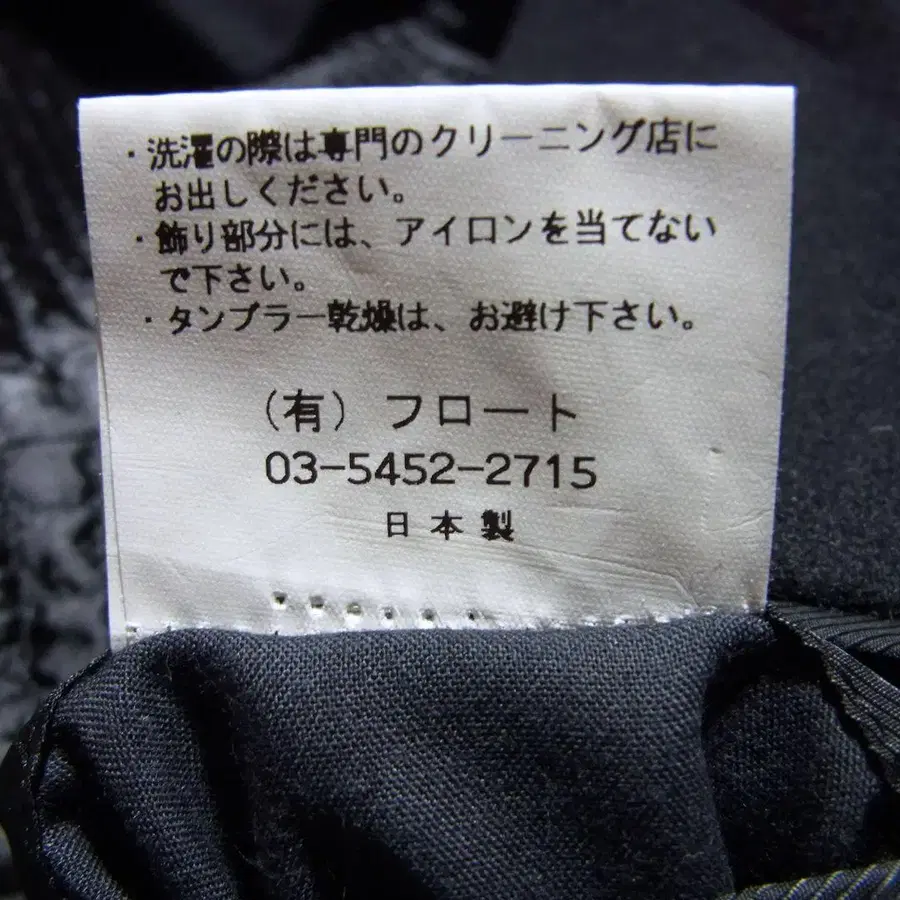 ・洗濯の際は専門のクリーニング店に
お出しください。
・飾り部分には、アイロンを当てない
で下さい。
・タンブラー乾燥は、お避け下さい。
(有)フロート
03-5452-2715
日本製